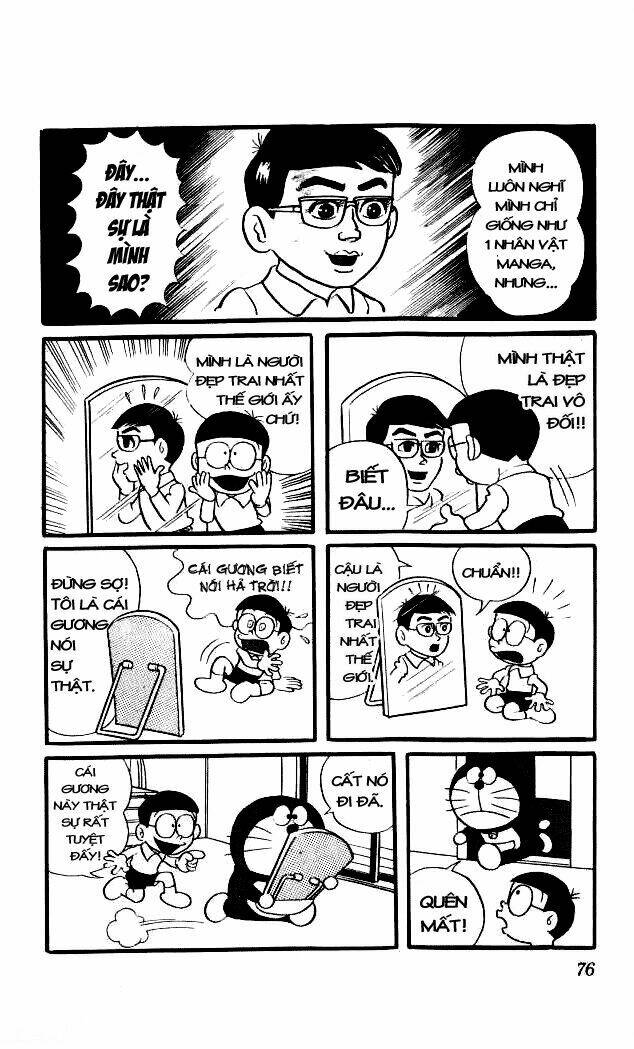 MÌNH
LUÔN NGHĨ
MÌNH CHỈ
GIỐNG NHƯ
1 NHÂN VẬT
MANGA,
NHƯNG...
ĐÂY...
ĐÂY THẬT
SỰ LÀ
MÌNH
SAO?
MÌNH THẬT
LÀ ĐẸP
TRAI VÔ
ĐỐI!!
BIẾT
ĐÂU...
MÌNH LÀ NGƯỜI
ĐẸP TRAI NHẤT
THẾ GIỚI ẤY
CHỨ!
CHUẨN!!
CẬU LÀ
NGƯỜI
ĐẸP
TRAI
NHẤT
THẾ
GIỚI.
CÁI GƯƠNG BIẾT
NÓI HẢ TRỜI!!!
ĐỪNG SỢ!
TÔI LÀ CÁI
GƯƠNG
NÓI
SỰ
THẬT.
QUÊN
MẤT!
CẤT NÓ
ĐI ĐÃ.
CÁI
GƯƠNG
NÀY THẬT
SỰ RẤT
TUYỆT
ĐẤY!
76